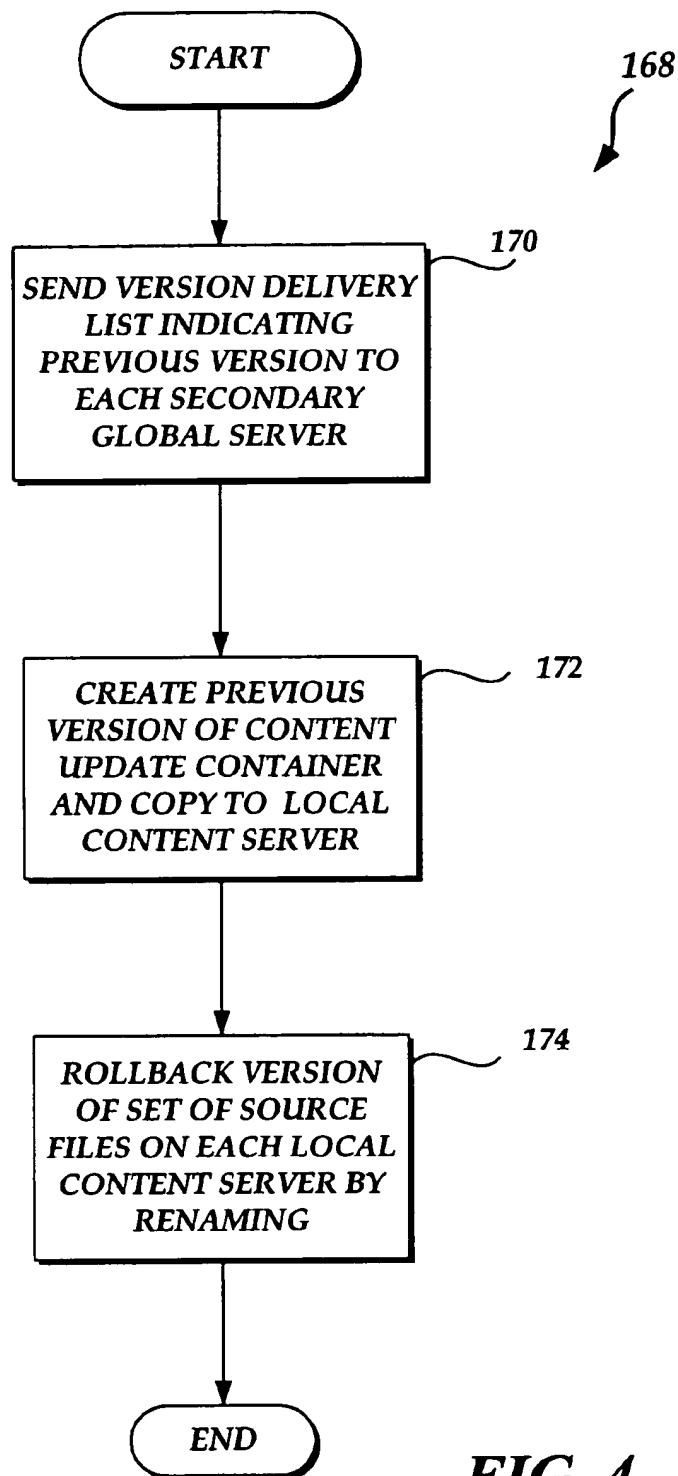 START
168
170
SEND VERSION DELIVERY
LIST INDICATING
PREVIOUS VERSION TO
EACH SECONDARY
GLOBAL SERVER
172
CREATE PREVIOUS
VERSION OF CONTENT
UPDATE CONTAINER
AND COPY TO LOCAL
CONTENT SERVER
174
ROLLBACK VERSION
OF SET OF SOURCE
FILES ON EACH LOCAL
CONTENT SERVER BY
RENAMING
END
FIG. 4